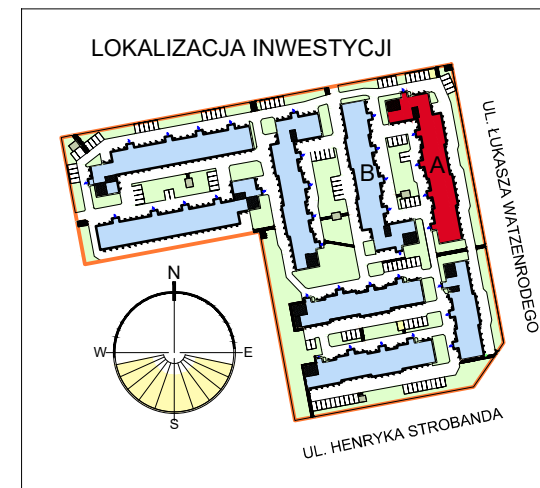 LOKALIZACJA INWESTYCJI
A
B
UL. ŁUKASZA WATZENRODEGO
N
W
E
S
UL. HENRYKA STROBANDA